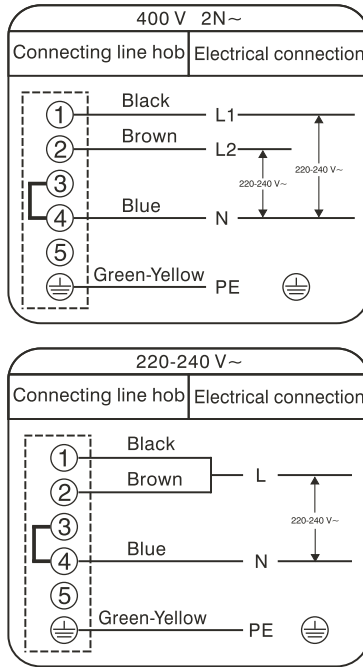 400 V 2N~
Connecting line hob Electrical connection
1 Black L1
2 Brown L2
220-240 V~ 220-240 V~
3
4 Blue N
5
Green-Yellow PE
220-240 V~
Connecting line hob Electrical connection
1 Black
L
2 Brown
220-240 V~
3
4 Blue N
5
Green-Yellow PE